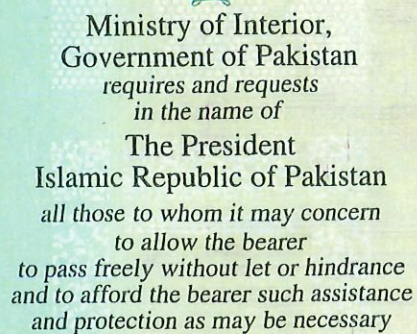 Ministry of Interior,
Government of Pakistan
requires and requests
in the name of
The President
Islamic Republic of Pakistan
all those to whom it may concern
to allow the bearer
to pass freely without let or hindrance
and to afford the bearer such assistance
and protection as may be necessary